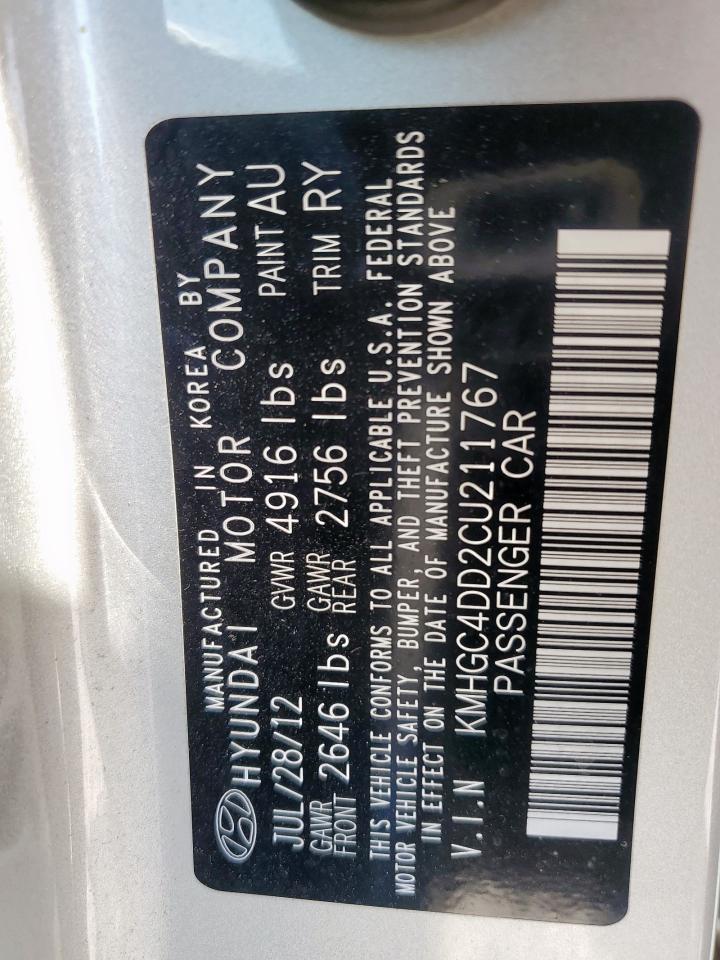 MANUFACTURED IN KOREA BY
HYUNDAI MOTOR COMPANY
JUL/28/12 GVWR 4916 lbs PAINT AU
GAWR FRONT 2646 lbs GAWR REAR 2756 lbs TRIM RY
THIS VEHICLE CONFORMS TO ALL APPLICABLE U.S.A. FEDERAL
MOTOR VEHICLE SAFETY, BUMPER, AND THEFT PREVENTION STANDARDS
IN EFFECT ON THE DATE OF MANUFACTURE SHOWN ABOVE
V.I.N KMHGC4DD2CU211767
PASSENGER CAR